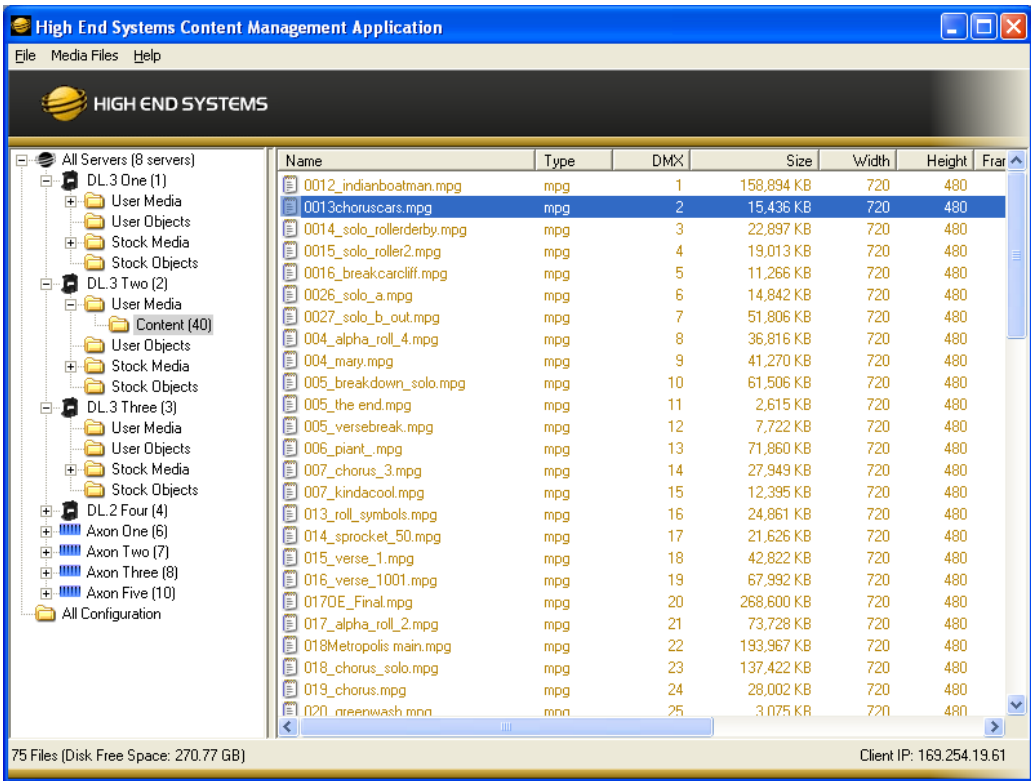 High End Systems Content Management Application
File Media Files Help
HIGH END SYSTEMS
All Servers (8 servers)
DL.3 One (1)
User Media
User Objects
Stock Media
Stock Objects
DL.3 Two (2)
User Media
Content (40)
User Objects
Stock Media
Stock Objects
DL.3 Three (3)
User Media
User Objects
Stock Media
Stock Objects
DL.2 Four (4)
Axon One (6)
Axon Two (7)
Axon Three (8)
Axon Five (10)
All Configuration
Name Type DMX Size Width Height Frar
0012_indianboatman.mpg mpg 1 158,894 KB 720 480
0013choruscars.mpg mpg 2 15,436 KB 720 480
0014_solo_rollerderby.mpg mpg 3 22,897 KB 720 480
0015_solo_roller2.mpg mpg 4 19,013 KB 720 480
0016_breakcarcliff.mpg mpg 5 11,266 KB 720 480
0026_solo_a.mpg mpg 6 14,842 KB 720 480
0027_solo_b_out.mpg mpg 7 51,806 KB 720 480
004_alpha_roll_4.mpg mpg 8 36,816 KB 720 480
004_mary.mpg mpg 9 41,270 KB 720 480
005_breakdown_solo.mpg mpg 10 61,506 KB 720 480
005_the end.mpg mpg 11 2,615 KB 720 480
005_versebreak.mpg mpg 12 7,722 KB 720 480
006_piant_.mpg mpg 13 71,860 KB 720 480
007_chorus_3.mpg mpg 14 27,949 KB 720 480
007_kindacool.mpg mpg 15 12,395 KB 720 480
013_roll_symbols.mpg mpg 16 24,861 KB 720 480
014_sprocket_50.mpg mpg 17 21,626 KB 720 480
015_verse_1.mpg mpg 18 42,822 KB 720 480
016_verse_1001.mpg mpg 19 67,992 KB 720 480
017OE_Final.mpg mpg 20 268,600 KB 720 480
017_alpha_roll_2.mpg mpg 21 73,728 KB 720 480
018Metropolis main.mpg mpg 22 193,967 KB 720 480
018_chorus_solo.mpg mpg 23 137,422 KB 720 480
019_chorus.mpg mpg 24 28,002 KB 720 480
020_greenwash.mpg mpg 25 3,075 KB 720 480
75 Files (Disk Free Space: 270.77 GB) Client IP: 169.254.19.61